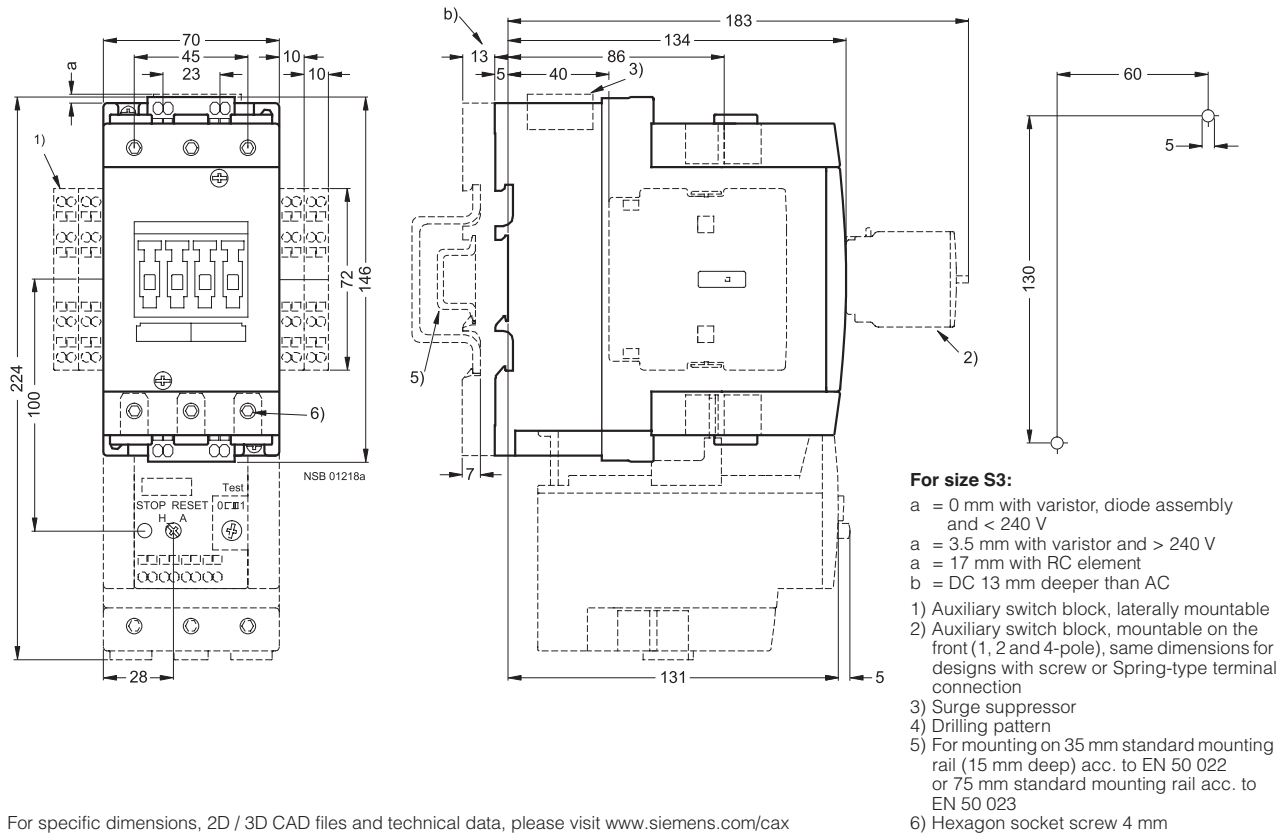 70
45
23
10
10
a
1)
224
100
72
146
6)
NSB 01218a
Test
STOP RESET
0 1
H A
28
b)
183
134
86
13
5
40
3)
5)
2)
7
131
5
60
5
130
For size S3:
a = 0 mm with varistor, diode assembly
and < 240 V
a = 3.5 mm with varistor and > 240 V
a = 17 mm with RC element
b = DC 13 mm deeper than AC
1) Auxiliary switch block, laterally mountable
2) Auxiliary switch block, mountable on the
front (1, 2 and 4-pole), same dimensions for
designs with screw or Spring-type terminal
connection
3) Surge suppressor
4) Drilling pattern
5) For mounting on 35 mm standard mounting
rail (15 mm deep) acc. to EN 50 022
or 75 mm standard mounting rail acc. to
EN 50 023
6) Hexagon socket screw 4 mm
For specific dimensions, 2D / 3D CAD files and technical data, please visit www.siemens.com/cax